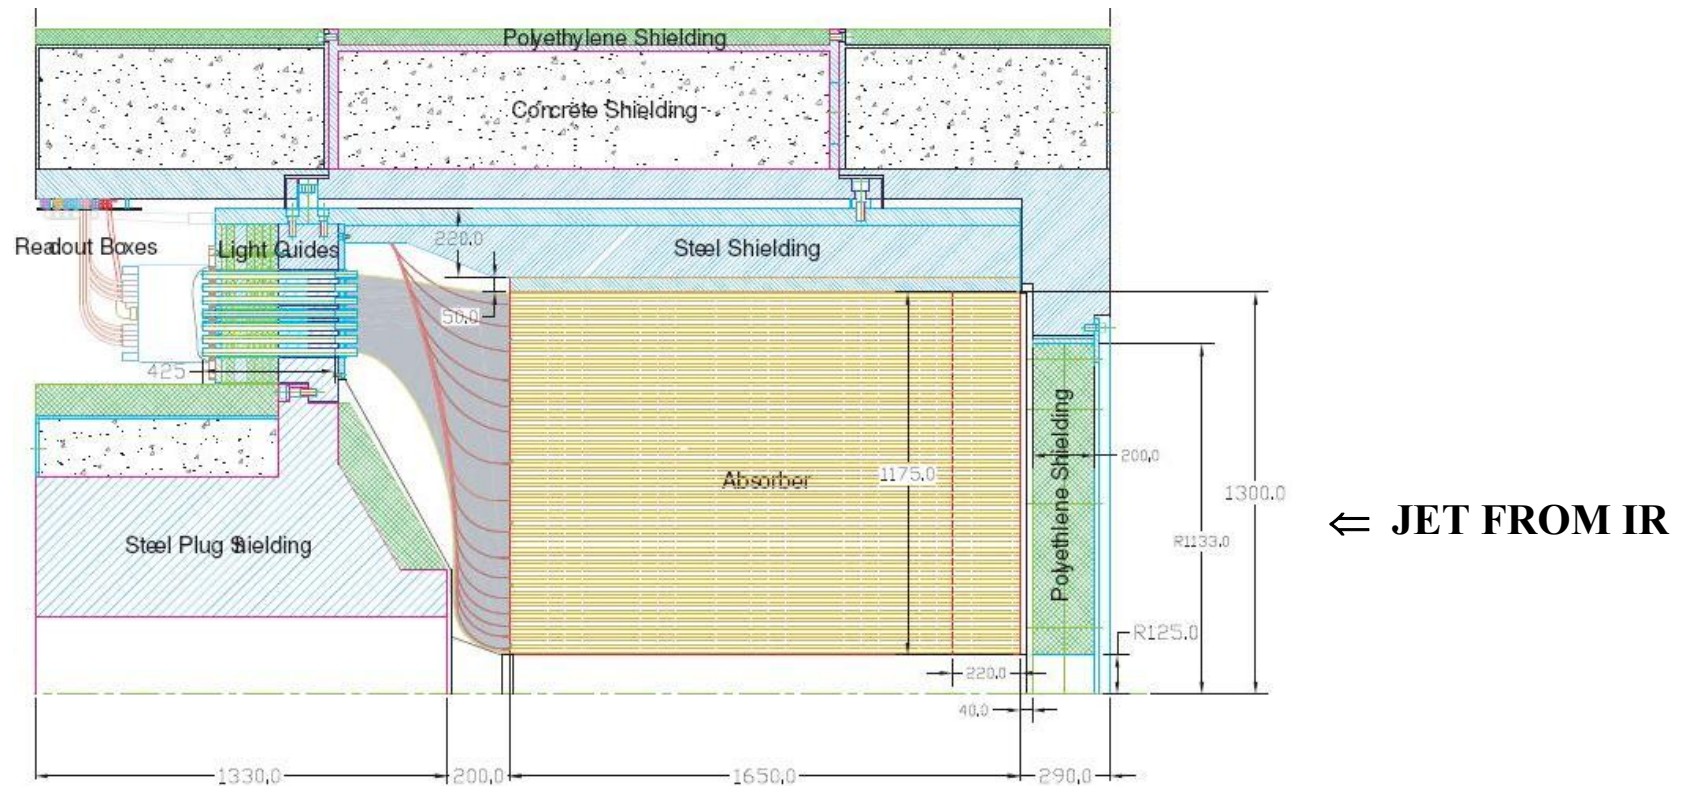 Polyethylene Shielding
Concrete Shielding
Readout Boxes
Light Guides
220.0
Steel Shielding
50.0
425
Absorber
1175.0
Polyethlene Shielding
200.0
1300.0
⇐ JET FROM IR
Steel Plug Shielding
R1133.0
R125.0
220.0
40.0
1330.0
200.0
1650.0
290.0